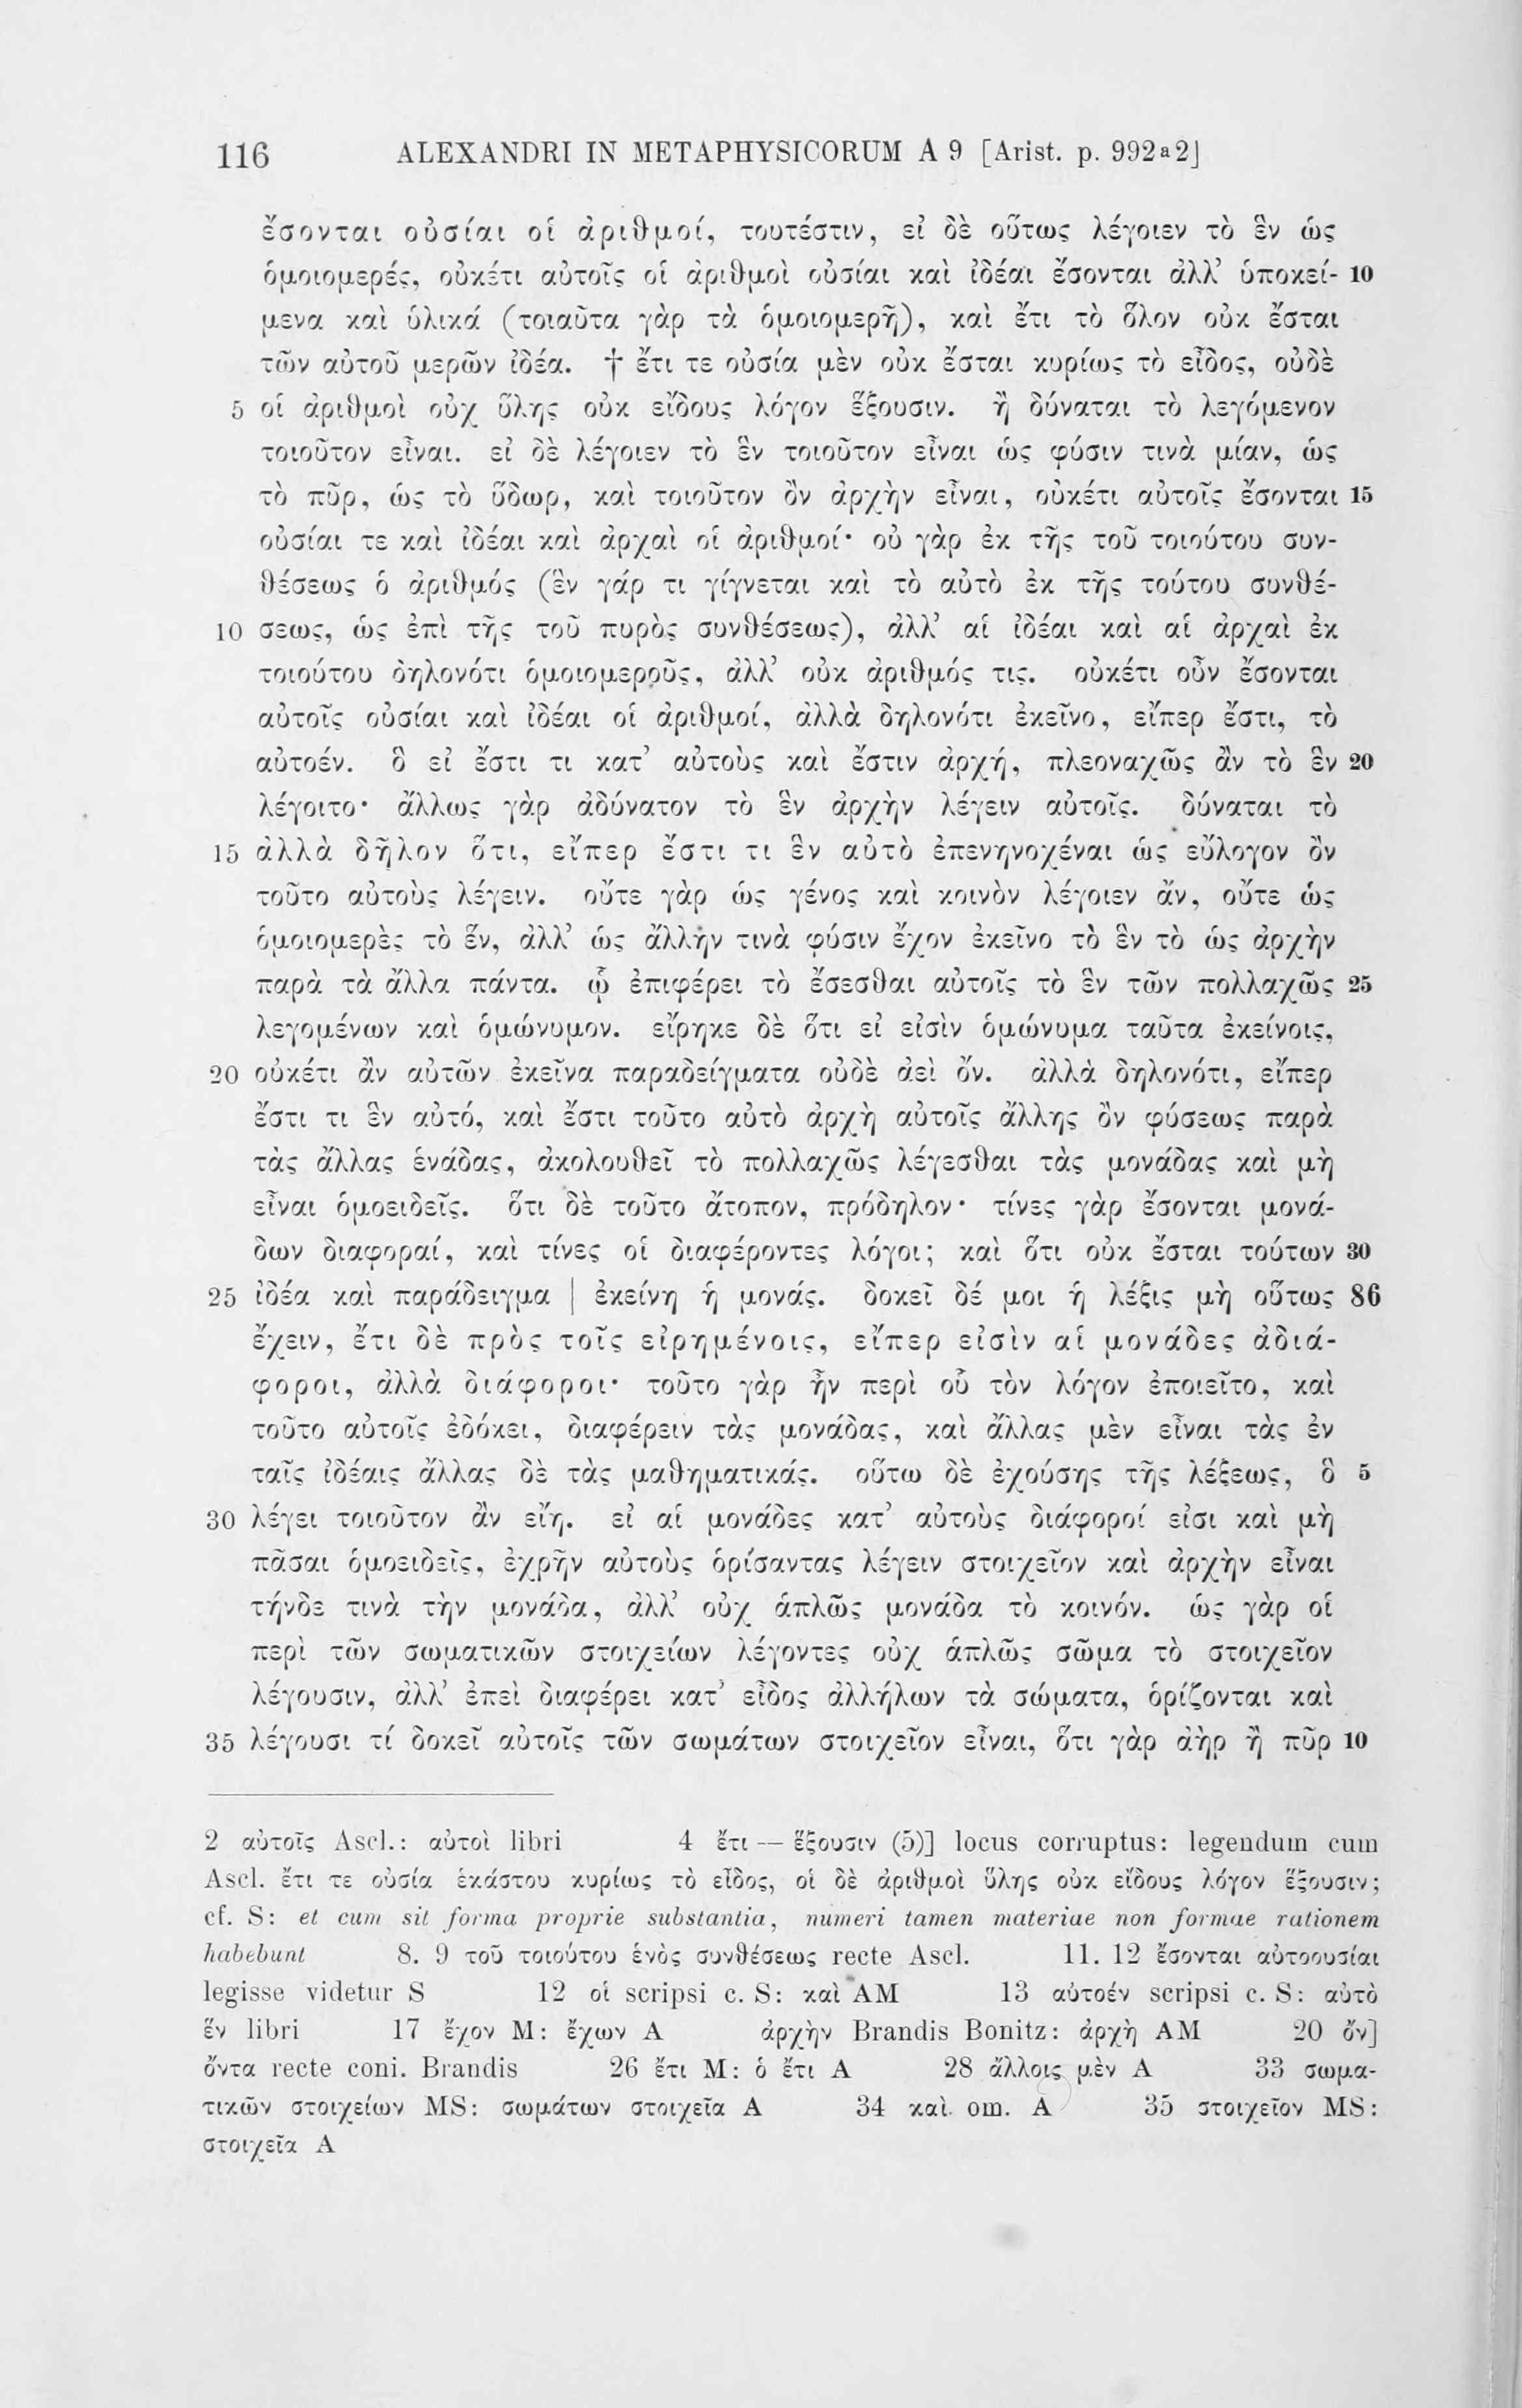 116 ALEXANDRI IN METAPHYSICORUM A 9 [Arist. p. 992ª2]
ἔσονται οὐσίαι οἱ ἀριθμοί, τουτέστιν, εἰ δὲ οὕτως λέγοιεν τὸ ἓν ὡς
ὁμοιομερές, οὐκέτι αὐτοῖς οἱ ἀριθμοὶ οὐσίαι καὶ ἰδέαι ἔσονται ἀλλ’ ὑποκεί- 10
μενα καὶ ὑλικά (τοιαῦτα γὰρ τὰ ὁμοιομερῆ), καὶ ἔτι τὸ ὅλον οὐκ ἔσται
τῶν αὐτοῦ μερῶν ἰδέα. † ἔτι τε οὐσία μὲν οὐκ ἔσται κυρίως τὸ εἶδος, οὐδὲ
5 οἱ ἀριθμοὶ οὐχ ὕλης οὐκ εἴδους λόγον ἕξουσιν. ἢ δύναται τὸ λεγόμενον
τοιοῦτον εἶναι. εἰ δὲ λέγοιεν τὸ ἓν τοιοῦτον εἶναι ὡς φύσιν τινὰ μίαν, ὡς
τὸ πῦρ, ὡς τὸ ὕδωρ, καὶ τοιοῦτον ὂν ἀρχὴν εἶναι, οὐκέτι αὐτοῖς ἔσονται 15
οὐσίαι τε καὶ ἰδέαι καὶ ἀρχαὶ οἱ ἀριθμοί· οὐ γὰρ ἐκ τῆς τοῦ τοιούτου συν-
θέσεως ὁ ἀριθμός (ἓν γάρ τι γίγνεται καὶ τὸ αὐτὸ ἐκ τῆς τούτου συνθέ-
10 σεως, ὡς ἐπὶ τῆς τοῦ πυρὸς συνθέσεως), ἀλλ’ αἱ ἰδέαι καὶ αἱ ἀρχαὶ ἐκ
τοιούτου δηλονότι ὁμοιομεροῦς, ἀλλ’ οὐκ ἀριθμός τις. οὐκέτι οὖν ἔσονται
αὐτοῖς οὐσίαι καὶ ἰδέαι οἱ ἀριθμοί, ἀλλὰ δηλονότι ἐκεῖνο, εἴπερ ἔστι, τὸ
αὐτοέν. ὃ εἰ ἔστι τι κατ’ αὐτοὺς καὶ ἔστιν ἀρχή, πλεοναχῶς ἂν τὸ ἓν 20
λέγοιτο· ἄλλως γὰρ ἀδύνατον τὸ ἓν ἀρχὴν λέγειν αὐτοῖς. δύναται τὸ
15 ἀλλὰ δῆλον ὅτι, εἴπερ ἔστι τι ἓν αὐτὸ ἐπενηνοχέναι ὡς εὔλογον ὂν
τοῦτο αὐτοὺς λέγειν. οὔτε γὰρ ὡς γένος καὶ κοινὸν λέγοιεν ἄν, οὔτε ὡς
ὁμοιομερὲς τὸ ἕν, ἀλλ’ ὡς ἄλλην τινὰ φύσιν ἔχον ἐκεῖνο τὸ ἓν τὸ ὡς ἀρχὴν
παρὰ τὰ ἄλλα πάντα. ᾧ ἐπιφέρει τὸ ἔσεσθαι αὐτοῖς τὸ ἓν τῶν πολλαχῶς 25
λεγομένων καὶ ὁμώνυμον. εἴρηκε δὲ ὅτι εἰ εἰσὶν ὁμώνυμα ταῦτα ἐκείνοις,
20 οὐκέτι ἂν αὐτῶν ἐκεῖνα παραδείγματα οὐδὲ ἀεὶ ὄν. ἀλλὰ δηλονότι, εἴπερ
ἔστι τι ἓν αὐτό, καὶ ἔστι τοῦτο αὐτὸ ἀρχὴ αὐτοῖς ἄλλης ὂν φύσεως παρὰ
τὰς ἄλλας ἑνάδας, ἀκολουθεῖ τὸ πολλαχῶς λέγεσθαι τὰς μονάδας καὶ μὴ
εἶναι ὁμοειδεῖς. ὅτι δὲ τοῦτο ἄτοπον, πρόδηλον· τίνες γὰρ ἔσονται μονά-
δων διαφοραί, καὶ τίνες οἱ διαφέροντες λόγοι; καὶ ὅτι οὐκ ἔσται τούτων 30
25 ἰδέα καὶ παράδειγμα | ἐκείνη ἡ μονάς. δοκεῖ δέ μοι ἡ λέξις μὴ οὕτως 86
ἔχειν, ἔτι δὲ πρὸς τοῖς εἰρημένοις, εἴπερ εἰσὶν αἱ μονάδες ἀδιά-
φοροι, ἀλλὰ διάφοροι· τοῦτο γὰρ ἦν περὶ οὗ τὸν λόγον ἐποιεῖτο, καὶ
τοῦτο αὐτοῖς ἐδόκει, διαφέρειν τὰς μονάδας, καὶ ἄλλας μὲν εἶναι τὰς ἐν
ταῖς ἰδέαις ἄλλας δὲ τὰς μαθηματικάς. οὕτω δὲ ἐχούσης τῆς λέξεως, ὃ 5
30 λέγει τοιοῦτον ἂν εἴη. εἰ αἱ μονάδες κατ’ αὐτοὺς διάφοροί εἰσι καὶ μὴ
πᾶσαι ὁμοειδεῖς, ἐχρῆν αὐτοὺς ὁρίσαντας λέγειν στοιχεῖον καὶ ἀρχὴν εἶναι
τήνδε τινὰ τὴν μονάδα, ἀλλ’ οὐχ ἁπλῶς μονάδα τὸ κοινόν. ὡς γὰρ οἱ
περὶ τῶν σωματικῶν στοιχείων λέγοντες οὐχ ἁπλῶς σῶμα τὸ στοιχεῖον
λέγουσιν, ἀλλ’ ἐπεὶ διαφέρει κατ’ εἶδος ἀλλήλων τὰ σώματα, ὁρίζονται καὶ
35 λέγουσι τί δοκεῖ αὐτοῖς τῶν σωμάτων στοιχεῖον εἶναι, ὅτι γὰρ ἀὴρ ἢ πῦρ 10
2 αὐτοῖς Ascl.: αὐτοὶ libri 4 ἔτι — ἕξουσιν (5)] locus corruptus: legendum cum
Ascl. ἔτι τε οὐσία ἑκάστου κυρίως τὸ εἶδος, οἱ δὲ ἀριθμοὶ ὕλης οὐκ εἴδους λόγον ἕξουσιν;
cf. S: et cum sit forma proprie substantia, numeri tamen materiae non formae rationem
habebunt 8. 9 τοῦ τοιούτου ἑνὸς συνθέσεως recte Ascl. 11. 12 ἔσονται αὐτοουσίαι
legisse videtur S 12 οἱ scripsi c. S: καὶ AM 13 αὐτοέν scripsi c. S: αὐτὸ
ἕν libri 17 ἔχον M: ἔχων A ἀρχὴν Brandis Bonitz: ἀρχὴ AM 20 ὄν]
ὄντα recte coni. Brandis 26 ἔτι M: ὁ ἔτι A 28 ἄλλοις μὲν A 33 σωμα-
τικῶν στοιχείων MS: σωμάτων στοιχεῖα A 34 καὶ om. A 35 στοιχεῖον MS:
στοιχεῖα A